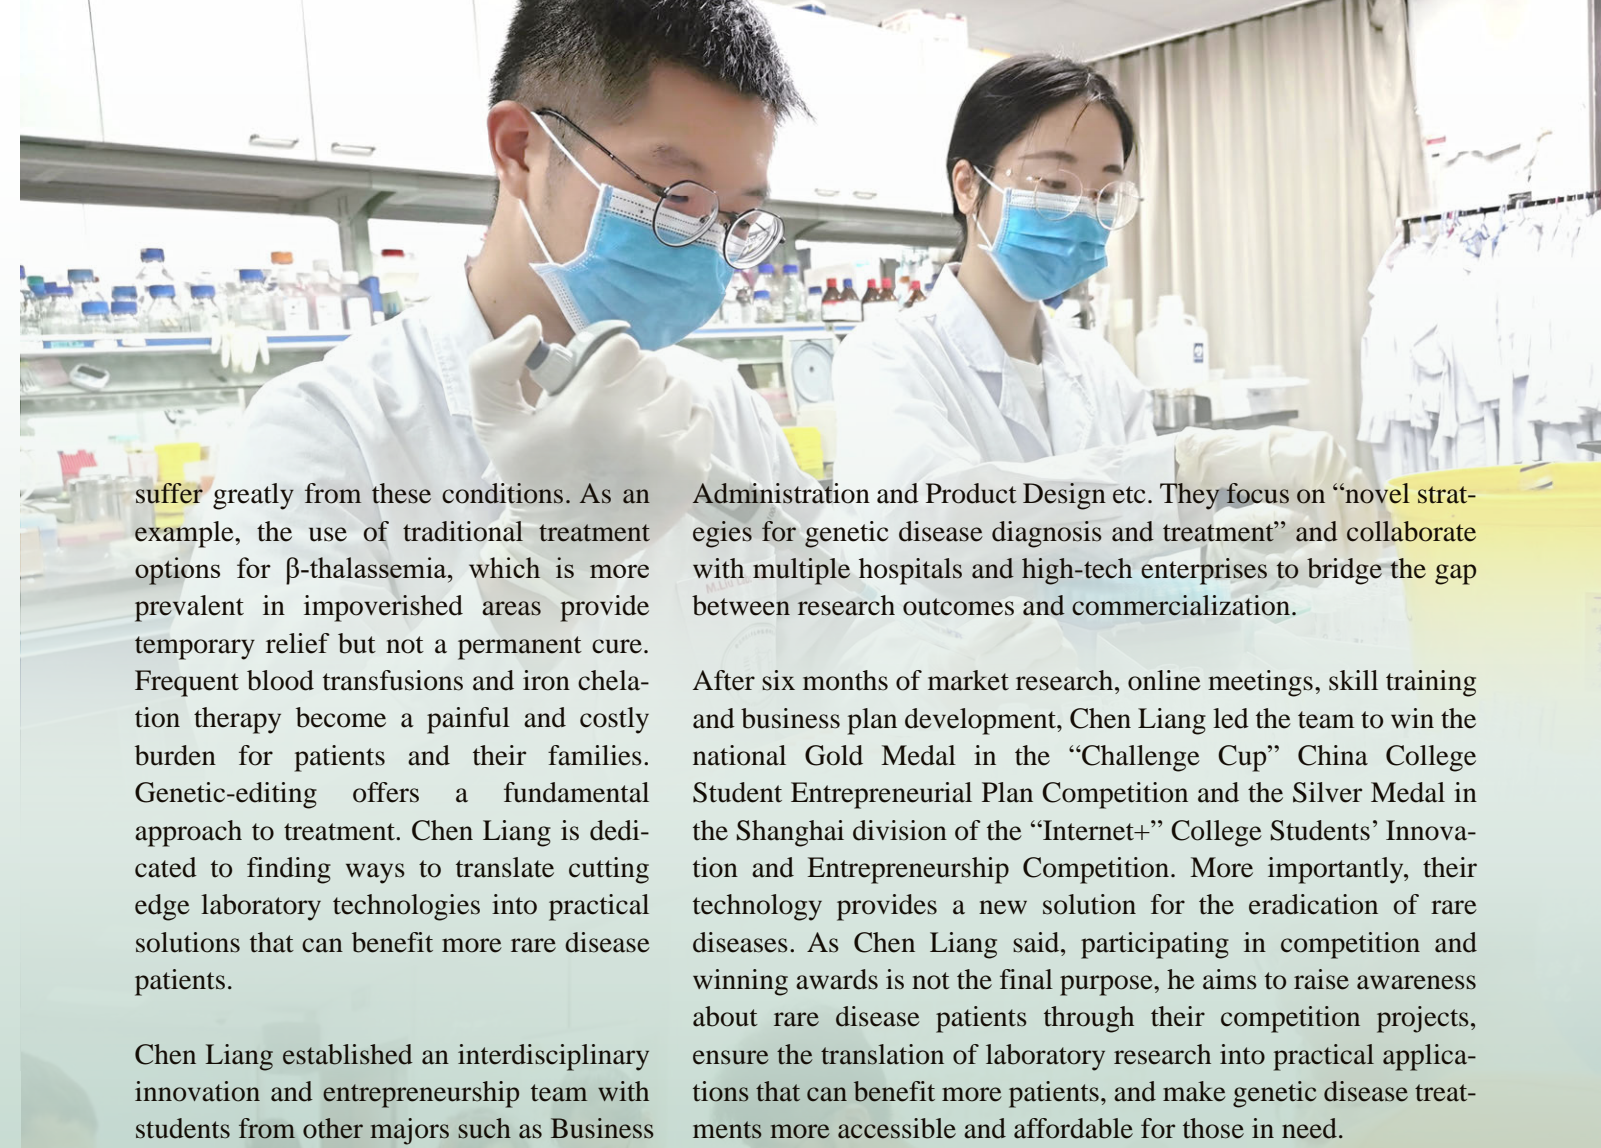 suffer greatly from these conditions. As an
example, the use of traditional treatment
options for β-thalassemia, which is more
prevalent in impoverished areas provide
temporary relief but not a permanent cure.
Frequent blood transfusions and iron chela-
tion therapy become a painful and costly
burden for patients and their families.
Genetic-editing offers a fundamental
approach to treatment. Chen Liang is dedi-
cated to finding ways to translate cutting
edge laboratory technologies into practical
solutions that can benefit more rare disease
patients.
Chen Liang established an interdisciplinary
innovation and entrepreneurship team with
students from other majors such as Business
Administration and Product Design etc. They focus on “novel strat-
egies for genetic disease diagnosis and treatment” and collaborate
with multiple hospitals and high-tech enterprises to bridge the gap
between research outcomes and commercialization.
After six months of market research, online meetings, skill training
and business plan development, Chen Liang led the team to win the
national Gold Medal in the “Challenge Cup” China College
Student Entrepreneurial Plan Competition and the Silver Medal in
the Shanghai division of the “Internet+” College Students’ Innova-
tion and Entrepreneurship Competition. More importantly, their
technology provides a new solution for the eradication of rare
diseases. As Chen Liang said, participating in competition and
winning awards is not the final purpose, he aims to raise awareness
about rare disease patients through their competition projects,
ensure the translation of laboratory research into practical applica-
tions that can benefit more patients, and make genetic disease treat-
ments more accessible and affordable for those in need.